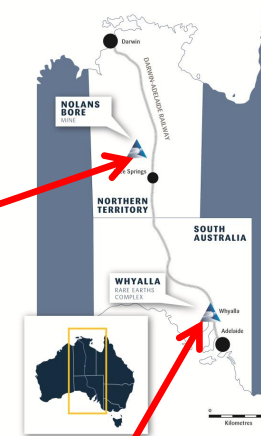 Darwin
DARWIN-ADELAIDE RAILWAY
NOLANS
BORE
MINE
Springs
NORTHERN
TERRITORY
SOUTH
AUSTRALIA
WHYALLA
RARE EARTHS
COMPLEX
Whyalla
Adelaide
0
Kilometres